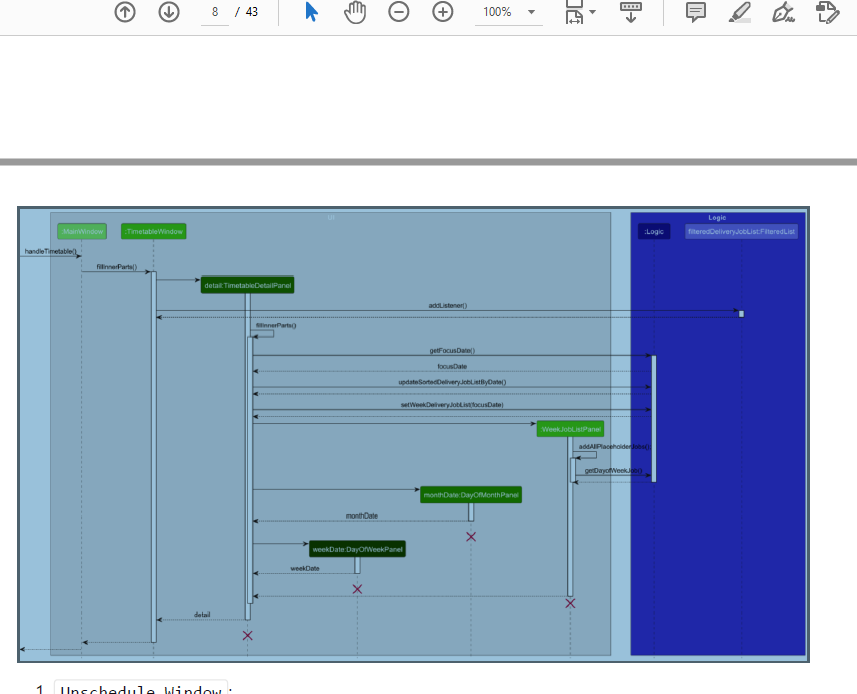 8 / 43
100%
UI
Logic
:MainWindow
:TimetableWindow
:Logic
filteredDeliveryJobList:FilteredList
handleTimetable()
fillInnerParts()
detail:TimetableDetailPanel
addListener()
fillInnerParts()
getFocusDate()
focusDate
updateSortedDeliveryJobListByDate()
setWeekDeliveryJobList(focusDate)
:WeekJobListPanel
addAllPlaceholderJobs()
getDayofWeekJob()
monthDate:DayOfMonthPanel
monthDate
weekDate:DayOfWeekPanel
weekDate
detail
1. Unschedule Window: